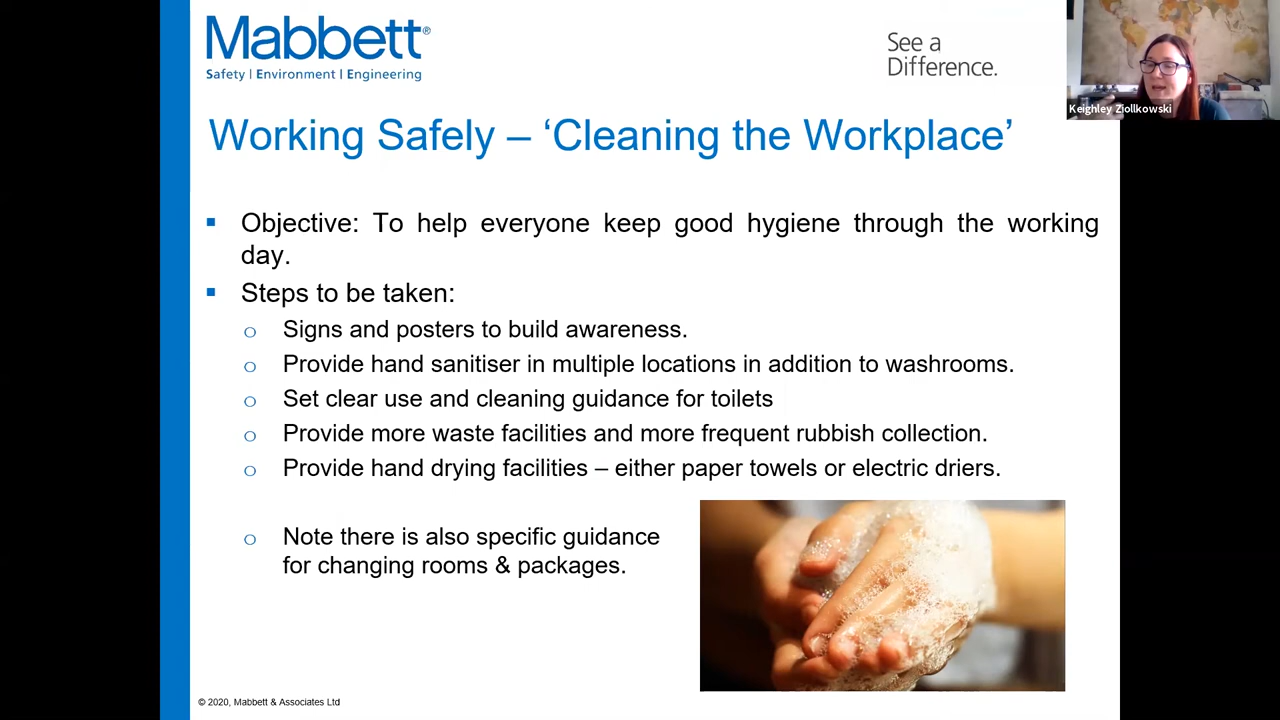 Mabbett®
Safety | Environment | Engineering
See a
Difference.
Keighley Ziollkowski
Working Safely – ‘Cleaning the Workplace’
Objective: To help everyone keep good hygiene through the working
day.
Steps to be taken:
Signs and posters to build awareness.
Provide hand sanitiser in multiple locations in addition to washrooms.
Set clear use and cleaning guidance for toilets
Provide more waste facilities and more frequent rubbish collection.
Provide hand drying facilities – either paper towels or electric driers.
Note there is also specific guidance
for changing rooms & packages.
© 2020, Mabbett & Associates Ltd